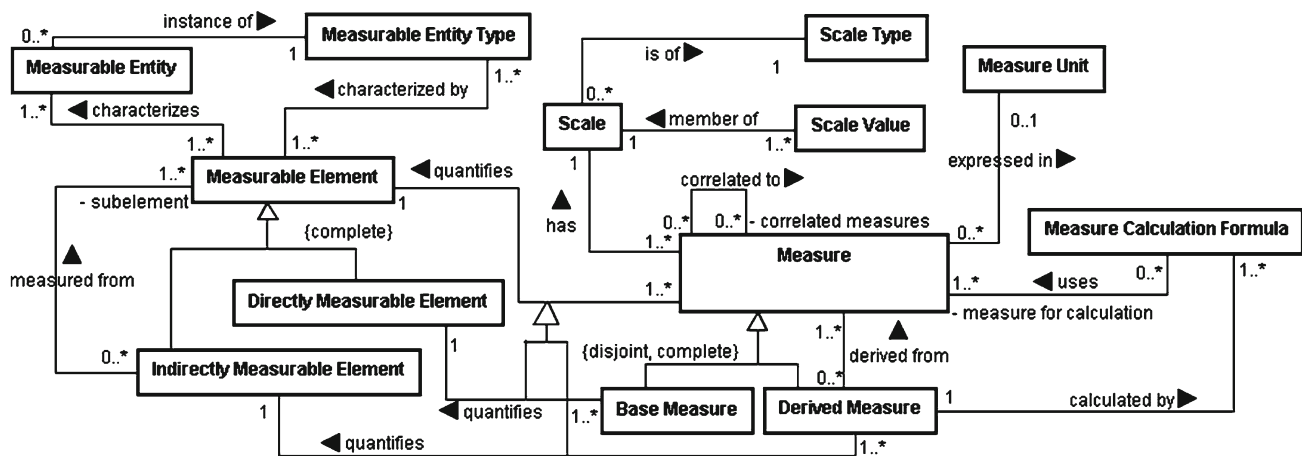 instance of ▶
0..*
1
Measurable Entity Type
Measurable Entity
1..*
◀ characterized by
1..*
◀ characterizes
1..*
1..*
Measurable Element
1..*
- subelement
1
◀ quantifies
{complete}
▲
measured from
Directly Measurable Element
1
0..*
Indirectly Measurable Element
1
◀ quantifies
◀ quantifies
Scale Type
is of ▶
1
0..*
Scale
1
◀ member of
1..*
Scale Value
1
▲
has
1..*
Measure Unit
0..1
expressed in ▶
0..*
correlated to ▶
0..*
0..*
- correlated measures
Measure
1..*
Measure Calculation Formula
0..*
1..*
◀ uses
1..*
- measure for calculation
1..*
▲
derived from
0..*
{disjoint, complete}
1..*
Base Measure
Derived Measure
1
calculated by ▶
1..*